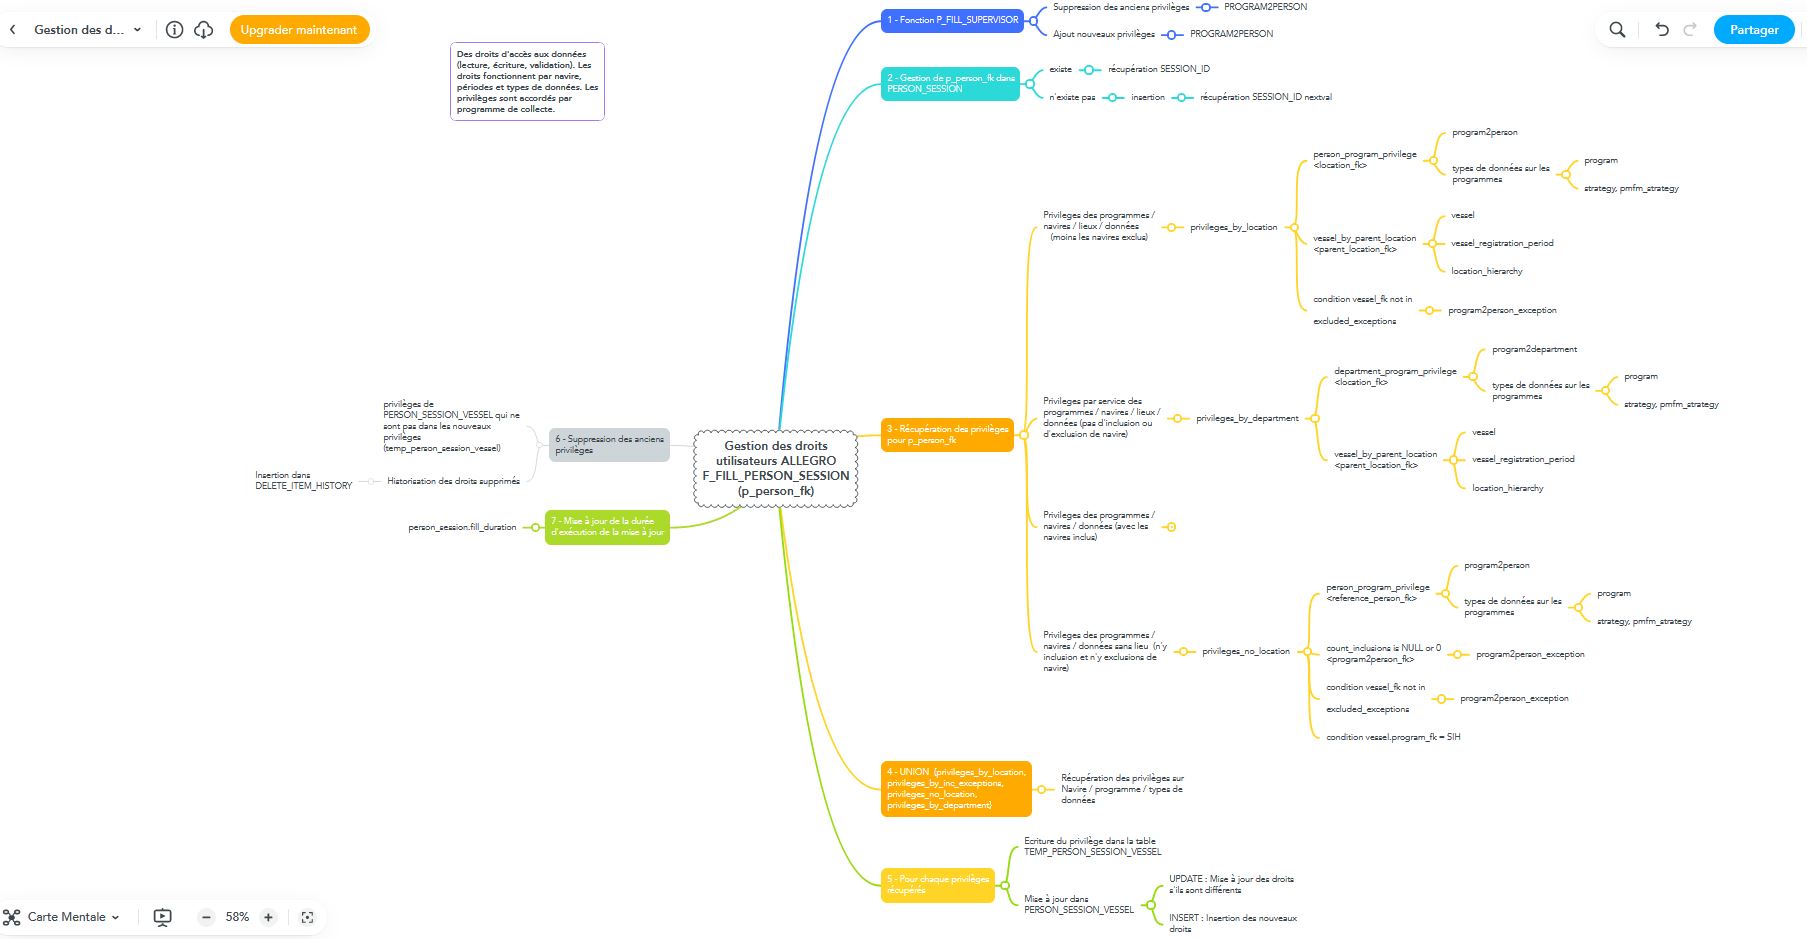 Gestion des d...
Upgrader maintenant
Partager
Des droits d'accès aux données
(lecture, écriture, validation). Les
droits fonctionnent par navire,
périodes et types de données. Les
privilèges sont accordés par
programme de collecte.
Gestion des droits
utilisateurs ALLEGRO
F_FILL_PERSON_SESSION
(p_person_fk)
1 - Fonction P_FILL_SUPERVISOR
Suppression des anciens privilèges
PROGRAM2PERSON
Ajout nouveaux privilèges
PROGRAM2PERSON
2 - Gestion de p_person_fk dans
PERSON_SESSION
existe
récupération SESSION_ID
n'existe pas
insertion
récupération SESSION_ID nextval
3 - Récupération des privilèges
pour p_person_fk
Privileges des programmes /
navires / lieux / données
(moins les navires exclus)
privileges_by_location
person_program_privilege
<location_fk>
program2person
types de données sur les
programmes
program
strategy, pmfm_strategy
vessel_by_parent_location
<parent_location_fk>
vessel
vessel_registration_period
location_hierarchy
condition vessel_fk not in
excluded_exceptions
program2person_exception
Privileges par service des
programmes / navires / lieux /
données (pas d'inclusion ou
d'exclusion de navire)
privileges_by_department
department_program_privilege
<location_fk>
program2department
types de données sur les
programmes
program
strategy, pmfm_strategy
vessel_by_parent_location
<parent_location_fk>
vessel
vessel_registration_period
location_hierarchy
Privileges des programmes /
navires / données (avec les
navires inclus)
Privileges des programmes /
navires / données sans lieu (n'y
inclusion et n'y exclusions de
navire)
privileges_no_location
person_program_privilege
<reference_person_fk>
program2person
types de données sur les
programmes
program
strategy, pmfm_strategy
count_inclusions is NULL or 0
<program2person_fk>
program2person_exception
condition vessel_fk not in
excluded_exceptions
program2person_exception
condition vessel.program_fk = SIH
4 - UNION (privileges_by_location,
privileges_by_inc_exceptions,
privileges_no_location,
privileges_by_department)
Récupération des privilèges sur
Navire / programme / types de
données
5 - Pour chaque privilèges
récupérés
Ecriture du privilège dans la table
TEMP_PERSON_SESSION_VESSEL
Mise à jour dans
PERSON_SESSION_VESSEL
UPDATE : Mise à jour des droits
s'ils sont différents
INSERT : Insertion des nouveaux
droits
6 - Suppression des anciens
privilèges
privilèges de
PERSON_SESSION_VESSEL qui ne
sont pas dans les nouveaux
privilèges
(temp_person_session_vessel)
Historisation des droits supprimés
Insertion dans
DELETE_ITEM_HISTORY
7 - Mise à jour de la durée
d'exécution de la mise à jour
person_session.fill_duration
Carte Mentale
58%